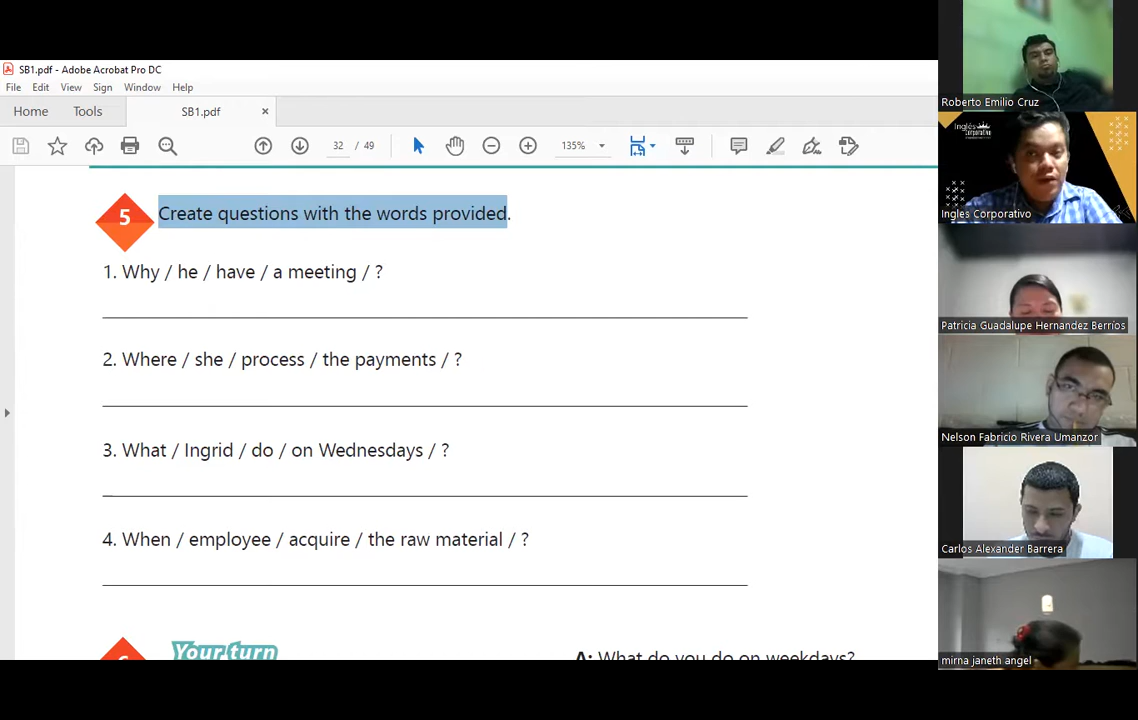 SB1.pdf - Adobe Acrobat Pro DC
File Edit View Sign Window Help
Home Tools SB1.pdf ×
32 / 49 135%
5 Create questions with the words provided.
1. Why / he / have / a meeting / ?
2. Where / she / process / the payments / ?
3. What / Ingrid / do / on Wednesdays / ?
4. When / employee / acquire / the raw material / ?
Your turn
A: What do you do on weekdays?
Roberto Emilio Cruz
Inglés
Corporativo
Ingles Corporativo
Patricia Guadalupe Hernandez Berríos
Nelson Fabricio Rivera Umanzor
Carlos Alexander Barrera
mirna janeth angel